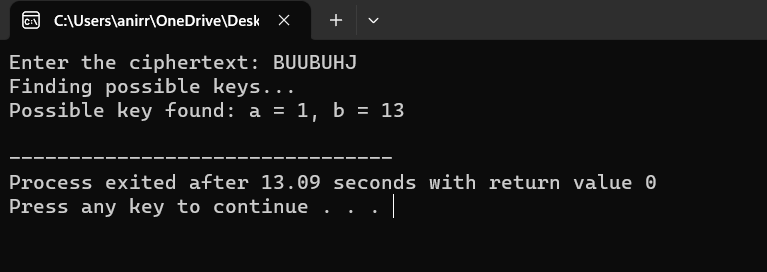 C:\Users\anirr\OneDrive\Desk
Enter the ciphertext: BUUBUHJ
Finding possible keys...
Possible key found: a = 1, b = 13
--------------------------------
Process exited after 13.09 seconds with return value 0
Press any key to continue . . .